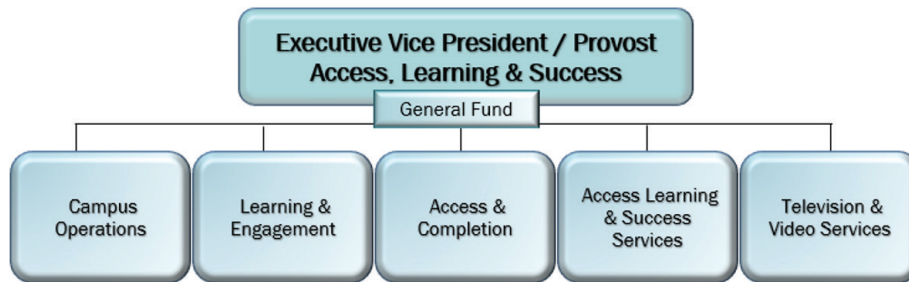 Executive Vice President / Provost
Access, Learning & Success
General Fund
Campus
Operations
Learning &
Engagement
Access &
Completion
Access Learning
& Success
Services
Television &
Video Services